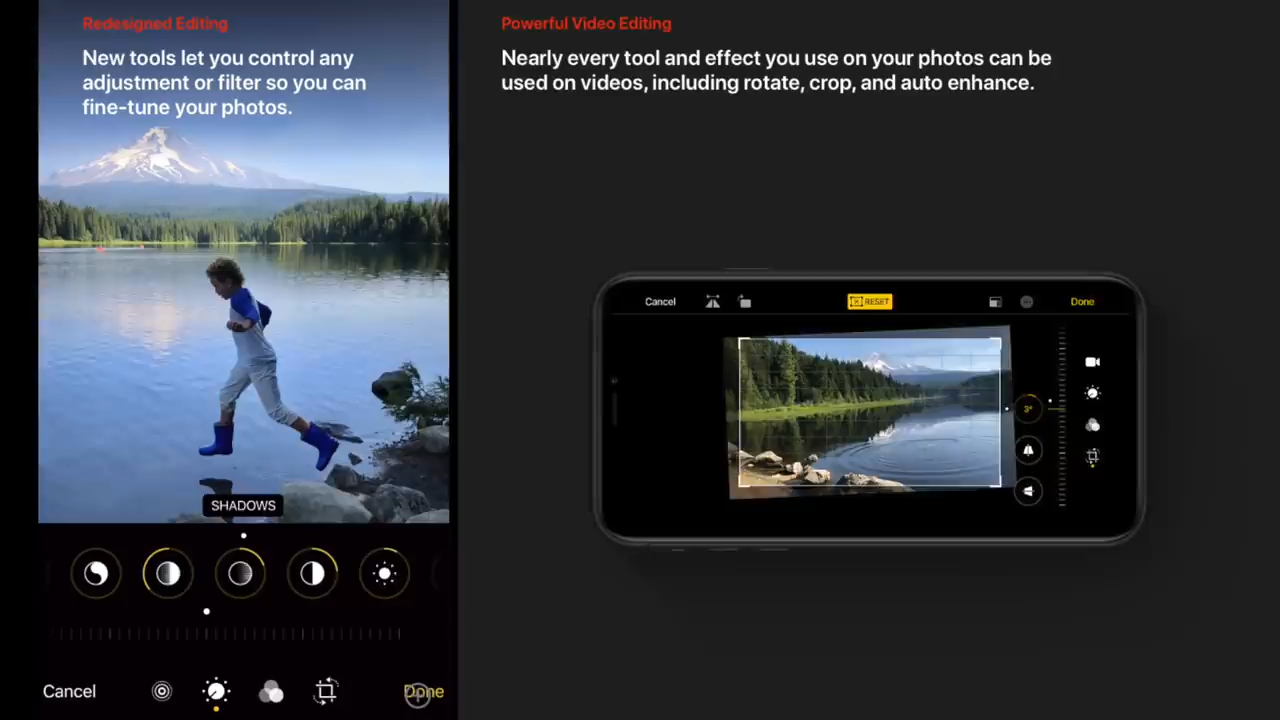 Redesigned Editing
New tools let you control any
adjustment or filter so you can
fine-tune your photos.
SHADOWS
Cancel
Done
Powerful Video Editing
Nearly every tool and effect you use on your photos can be
used on videos, including rotate, crop, and auto enhance.
Cancel
RESET
Done
3°